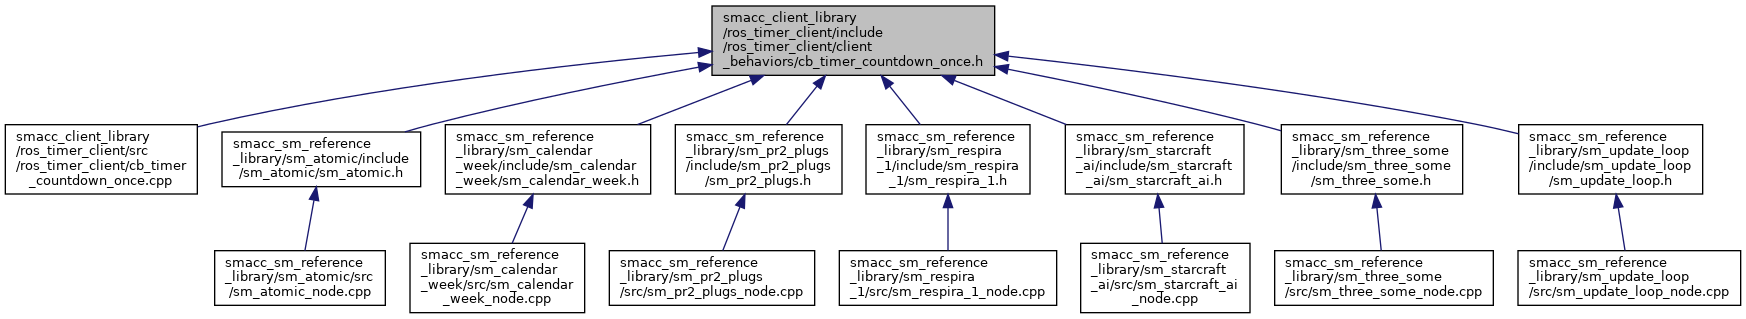 smacc_client_library
/ros_timer_client/include
/ros_timer_client/client
_behaviors/cb_timer_countdown_once.h
smacc_client_library
/ros_timer_client/src
/ros_timer_client/cb_timer
_countdown_once.cpp
smacc_sm_reference
_library/sm_atomic/include
/sm_atomic/sm_atomic.h
smacc_sm_reference
_library/sm_calendar
_week/include/sm_calendar
_week/sm_calendar_week.h
smacc_sm_reference
_library/sm_pr2_plugs
/include/sm_pr2_plugs
/sm_pr2_plugs.h
smacc_sm_reference
_library/sm_respira
_1/include/sm_respira
_1/sm_respira_1.h
smacc_sm_reference
_library/sm_starcraft
_ai/include/sm_starcraft
_ai/sm_starcraft_ai.h
smacc_sm_reference
_library/sm_three_some
/include/sm_three_some
/sm_three_some.h
smacc_sm_reference
_library/sm_update_loop
/include/sm_update_loop
/sm_update_loop.h
smacc_sm_reference
_library/sm_atomic/src
/sm_atomic_node.cpp
smacc_sm_reference
_library/sm_calendar
_week/src/sm_calendar
_week_node.cpp
smacc_sm_reference
_library/sm_pr2_plugs
/src/sm_pr2_plugs_node.cpp
smacc_sm_reference
_library/sm_respira
_1/src/sm_respira_1_node.cpp
smacc_sm_reference
_library/sm_starcraft
_ai/src/sm_starcraft_ai
_node.cpp
smacc_sm_reference
_library/sm_three_some
/src/sm_three_some_node.cpp
smacc_sm_reference
_library/sm_update_loop
/src/sm_update_loop_node.cpp